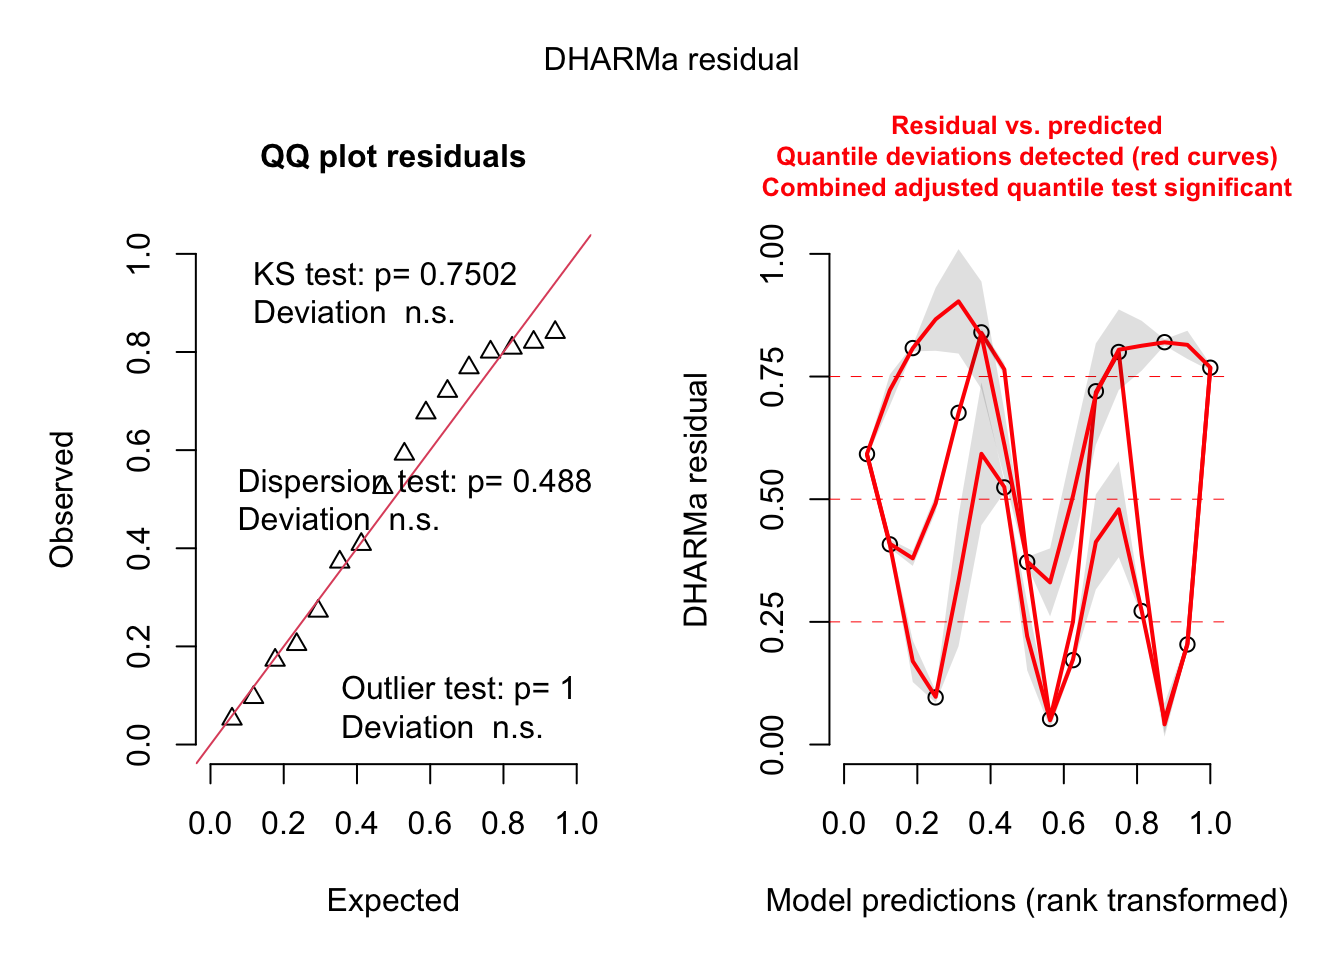 DHARMa residual
QQ plot residuals
KS test: p= 0.7502
Deviation  n.s.
Dispersion test: p= 0.488
Deviation  n.s.
Outlier test: p= 1
Deviation  n.s.
Observed
0.0 0.2 0.4 0.6 0.8 1.0
0.0 0.2 0.4 0.6 0.8 1.0
Expected
Residual vs. predicted
Quantile deviations detected (red curves)
Combined adjusted quantile test significant
DHARMa residual
0.00 0.25 0.50 0.75 1.00
0.0 0.2 0.4 0.6 0.8 1.0
Model predictions (rank transformed)